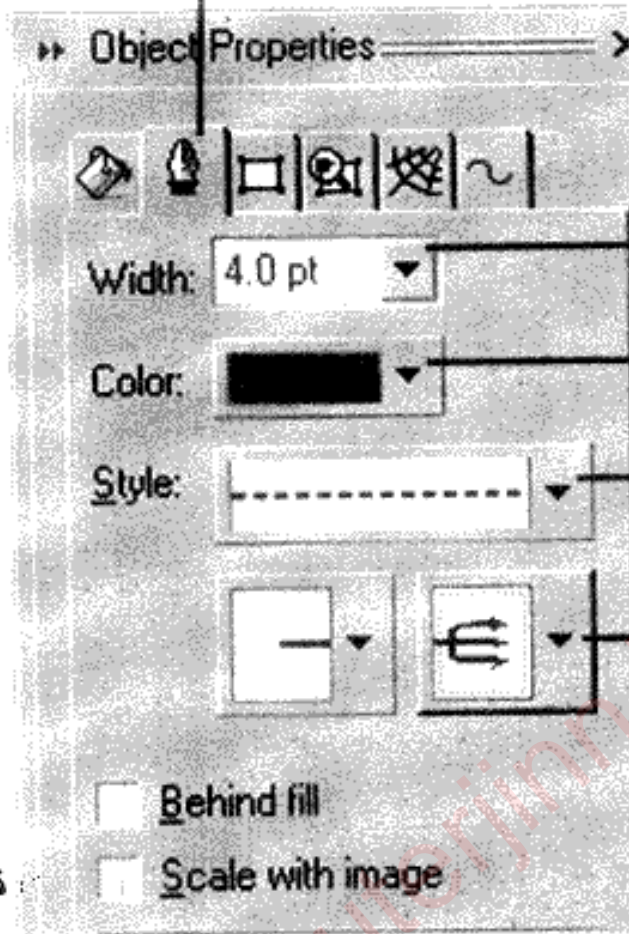 Object Properties
Width: 4.0 pt
Color:
Style:
Behind fill
Scale with image